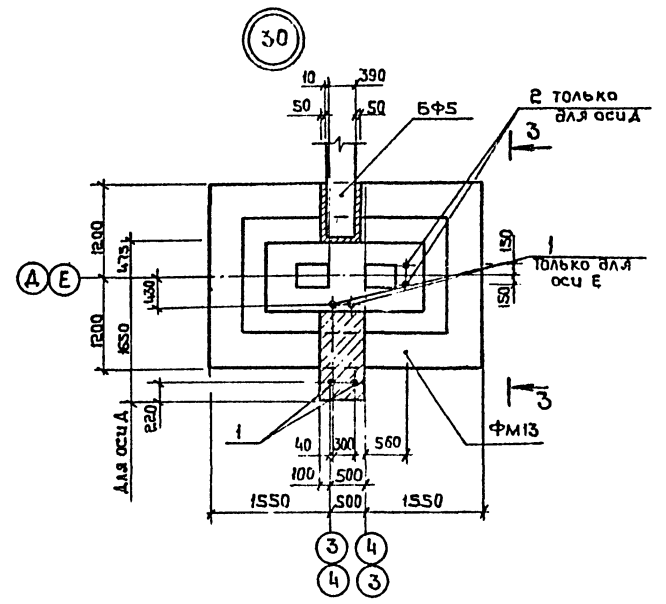 30
10 390
50 50
БФ5
2 только
для оси Д
3
1200
475
Д Е
430
1200
1650
150
150
1
только для
оси Е
для оси Д
220
1
40 300 560
100 500
1550 500 1550
ФМ13
3
3 4
4 3